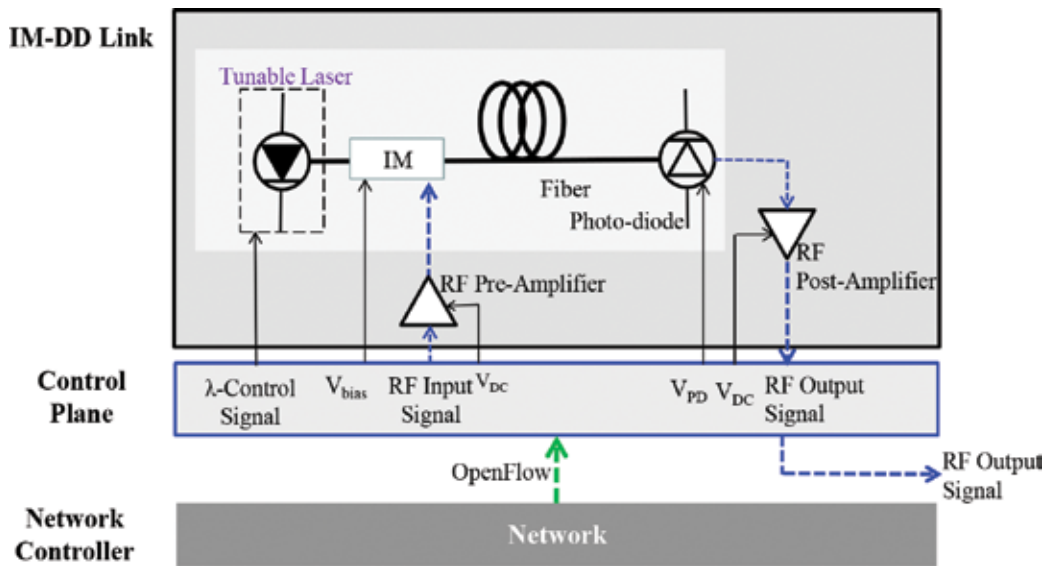 IM-DD Link
Tunable Laser
IM
Fiber
Photo-diode
RF
Post-Amplifier
RF Pre-Amplifier
Control
Plane
λ-Control
Signal
Vbias
RF Input
Signal
VDC
VPD
VDC
RF Output
Signal
OpenFlow
RF Output
Signal
Network
Controller
Network